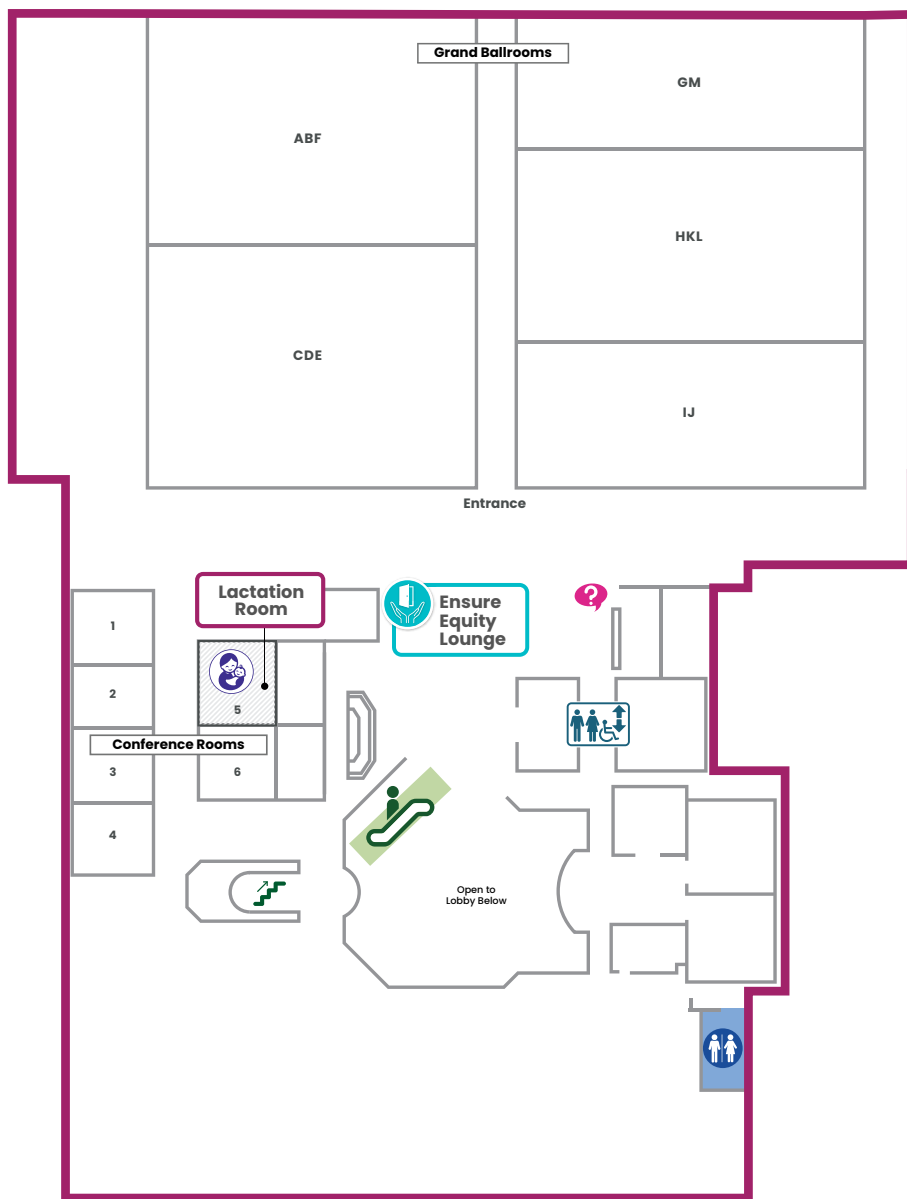 Grand Ballrooms
GM
ABF
HKL
CDE
IJ
Entrance
Lactation
Room
Ensure
Equity
Lounge
?
1
2
5
Conference Rooms
3
6
4
Open to
Lobby Below